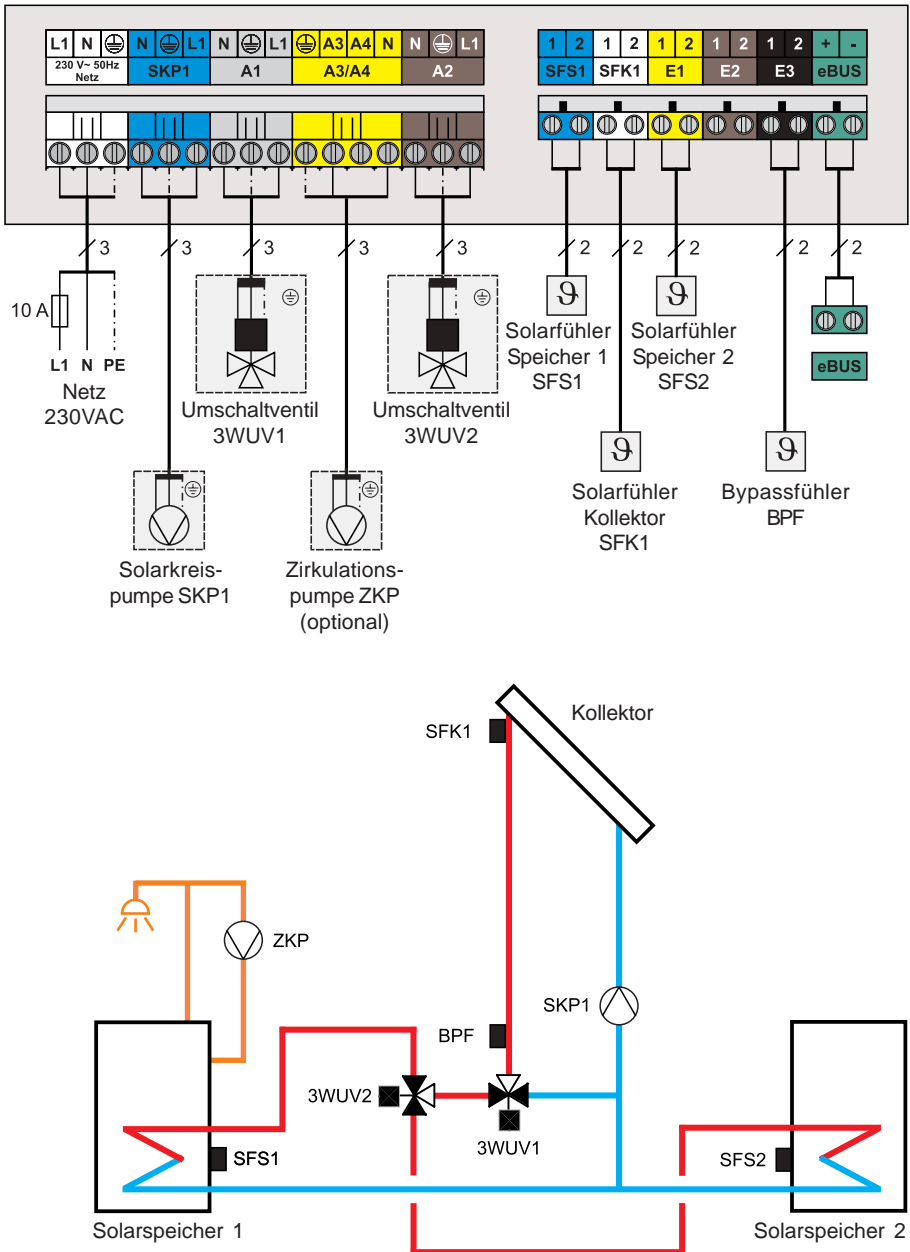 L1 N N L1 N L1 A3 A4 N N L1
230 V~ 50Hz
Netz
SKP1 A1 A3/A4 A2
1 2 1 2 1 2 1 2 1 2 + -
SFS1 SFK1 E1 E2 E3 eBUS
3 3 3 3 3 2 2 2 2 2
10 A
L1 N PE
Netz
230VAC
Umschaltventil
3WUV1
Umschaltventil
3WUV2
Solarfühler
Speicher 1
SFS1
Solarfühler
Speicher 2
SFS2
eBUS
Solarkreis-
pumpe SKP1
Zirkulations-
pumpe ZKP
(optional)
Solarfühler
Kollektor
SFK1
Bypassfühler
BPF
Kollektor
SFK1
ZKP
SKP1
BPF
3WUV2
3WUV1
SFS1
SFS2
Solarspeicher 1
Solarspeicher 2